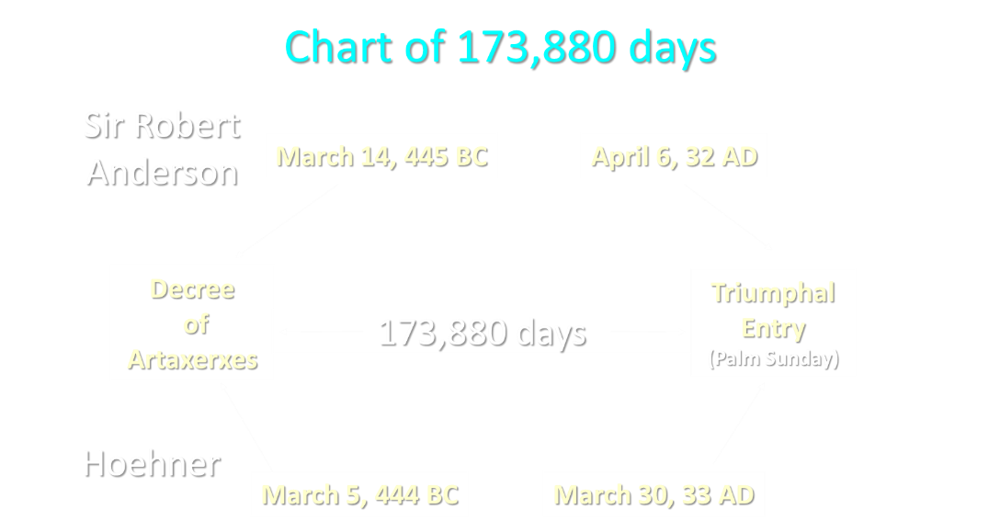 Chart of 173,880 days
Sir Robert
Anderson
March 14, 445 BC
April 6, 32 AD
Decree
of
Artaxerxes
173,880 days
Triumphal
Entry
(Palm Sunday)
Hoehner
March 5, 444 BC
March 30, 33 AD